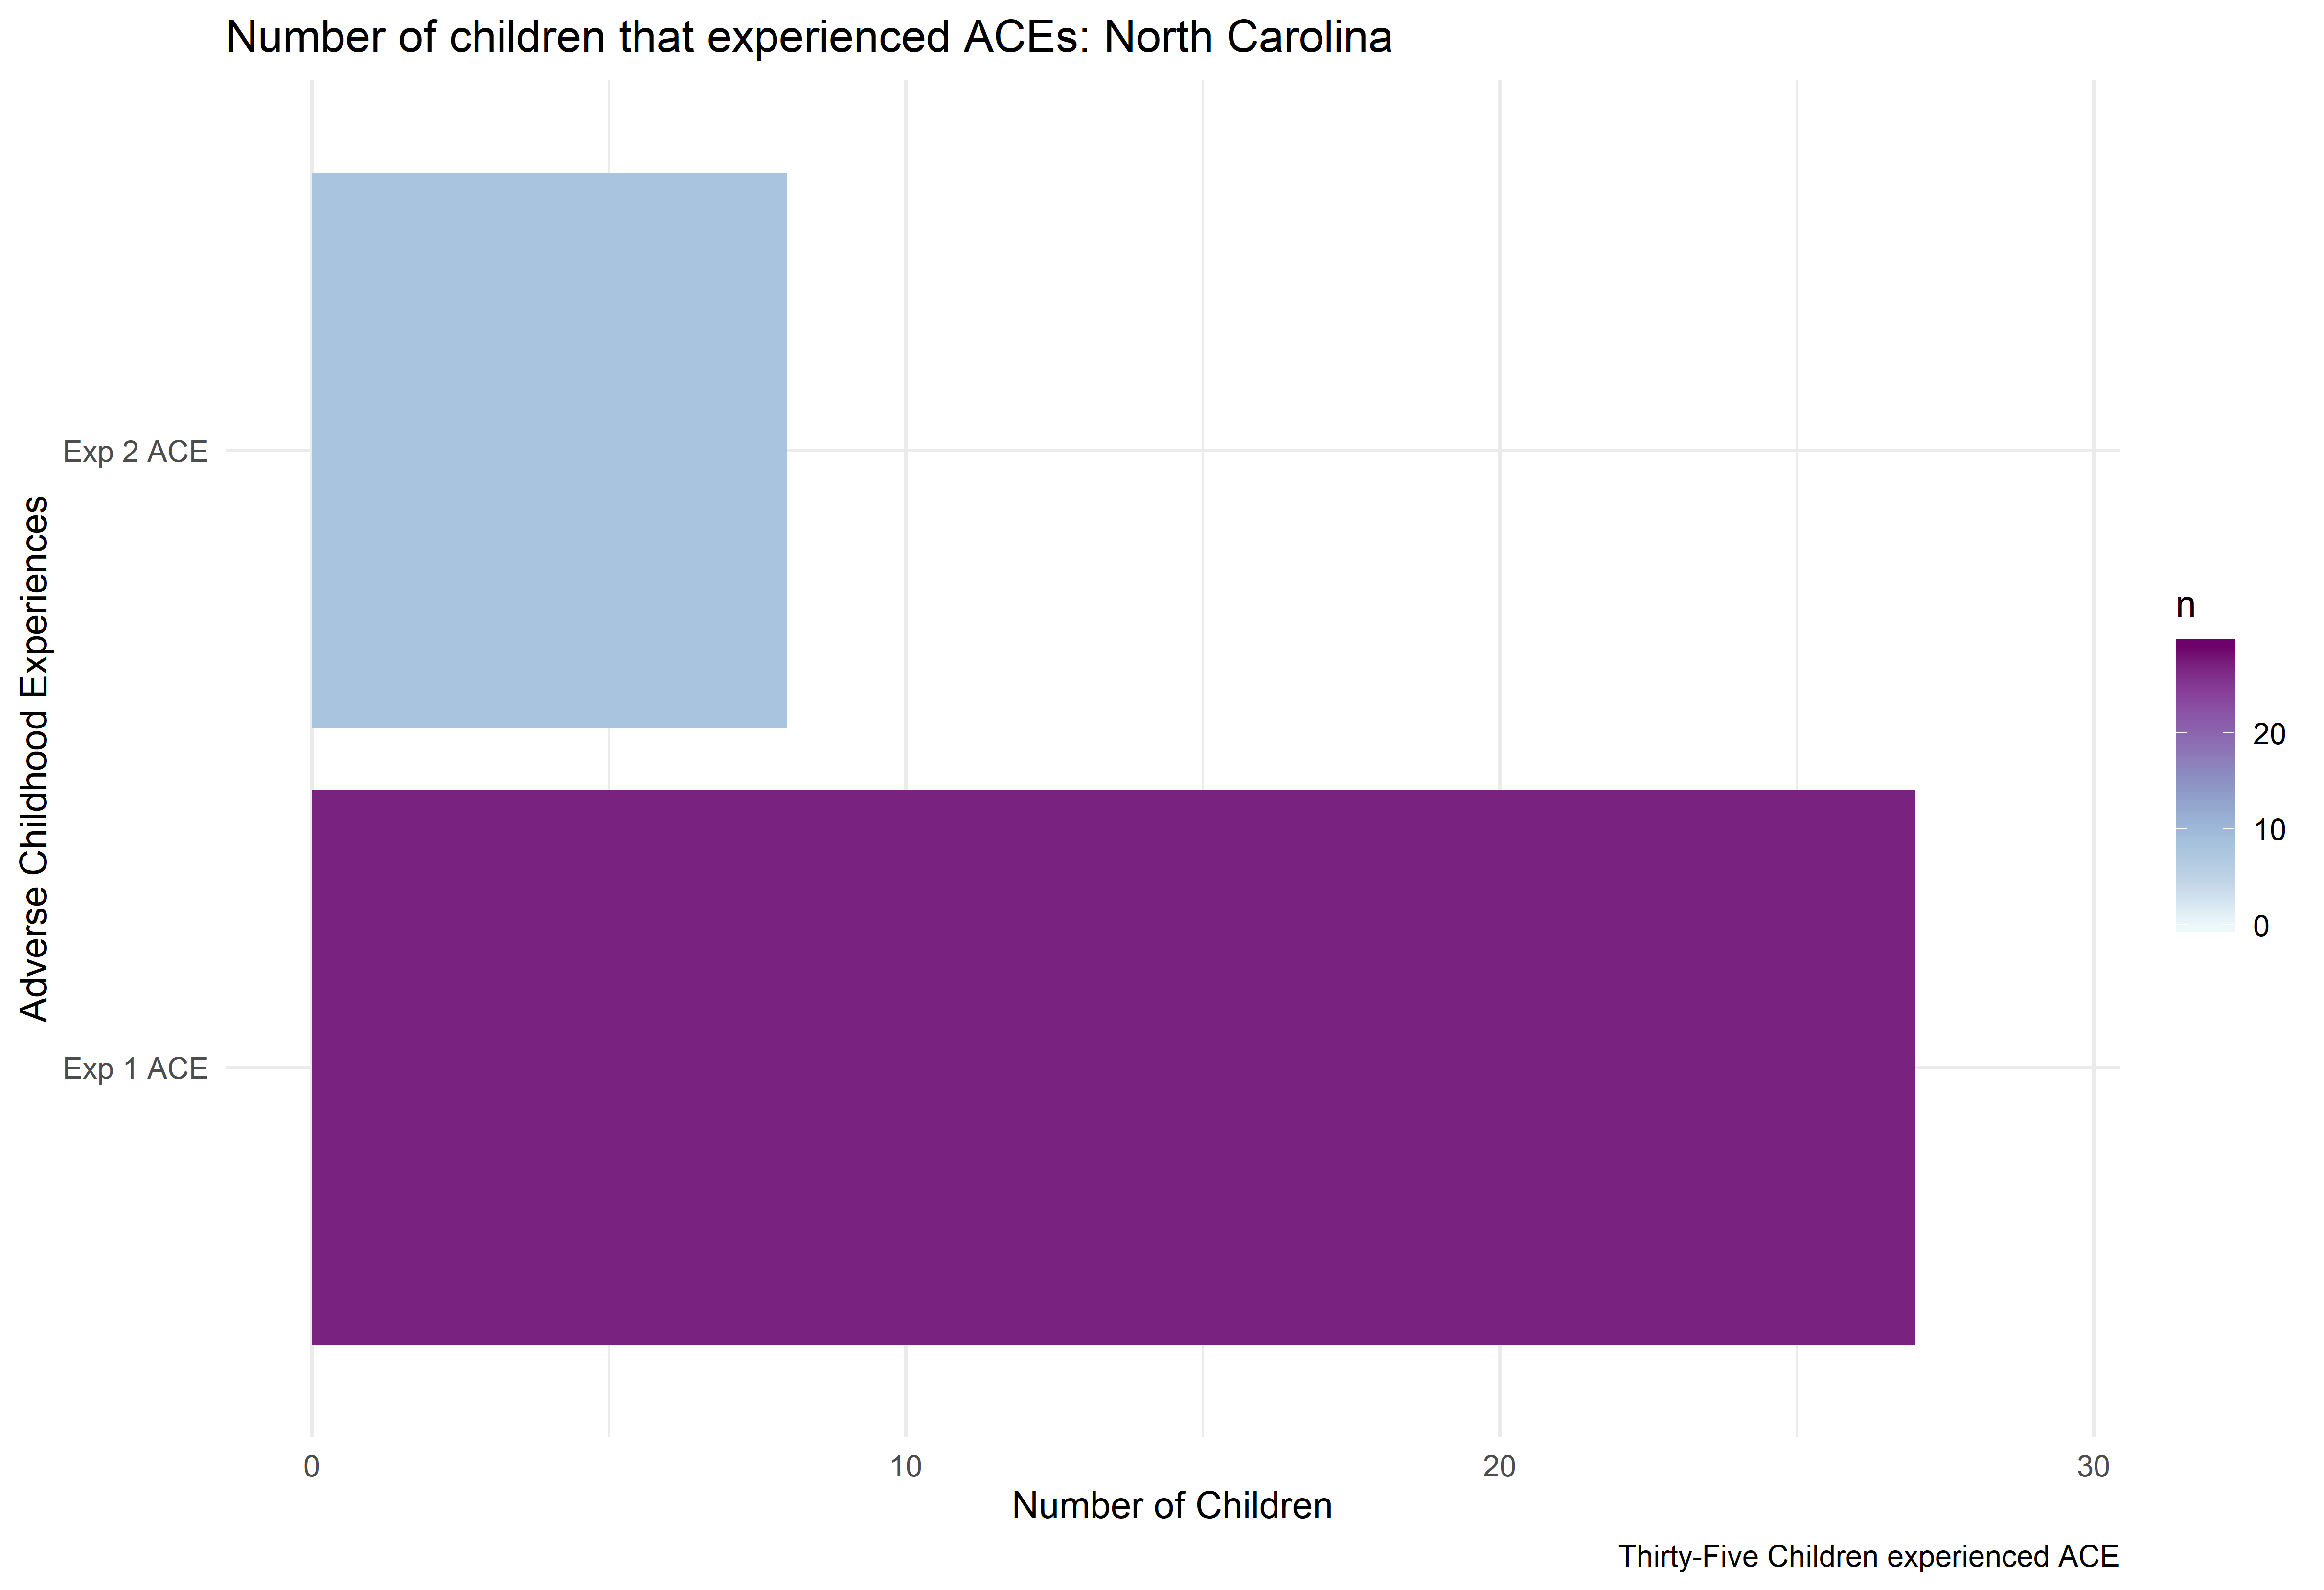 Number of children that experienced ACEs: North Carolina
Adverse Childhood Experiences
Exp 2 ACE
Exp 1 ACE
n
20
10
0
0
10
20
30
Number of Children
Thirty-Five Children experienced ACE